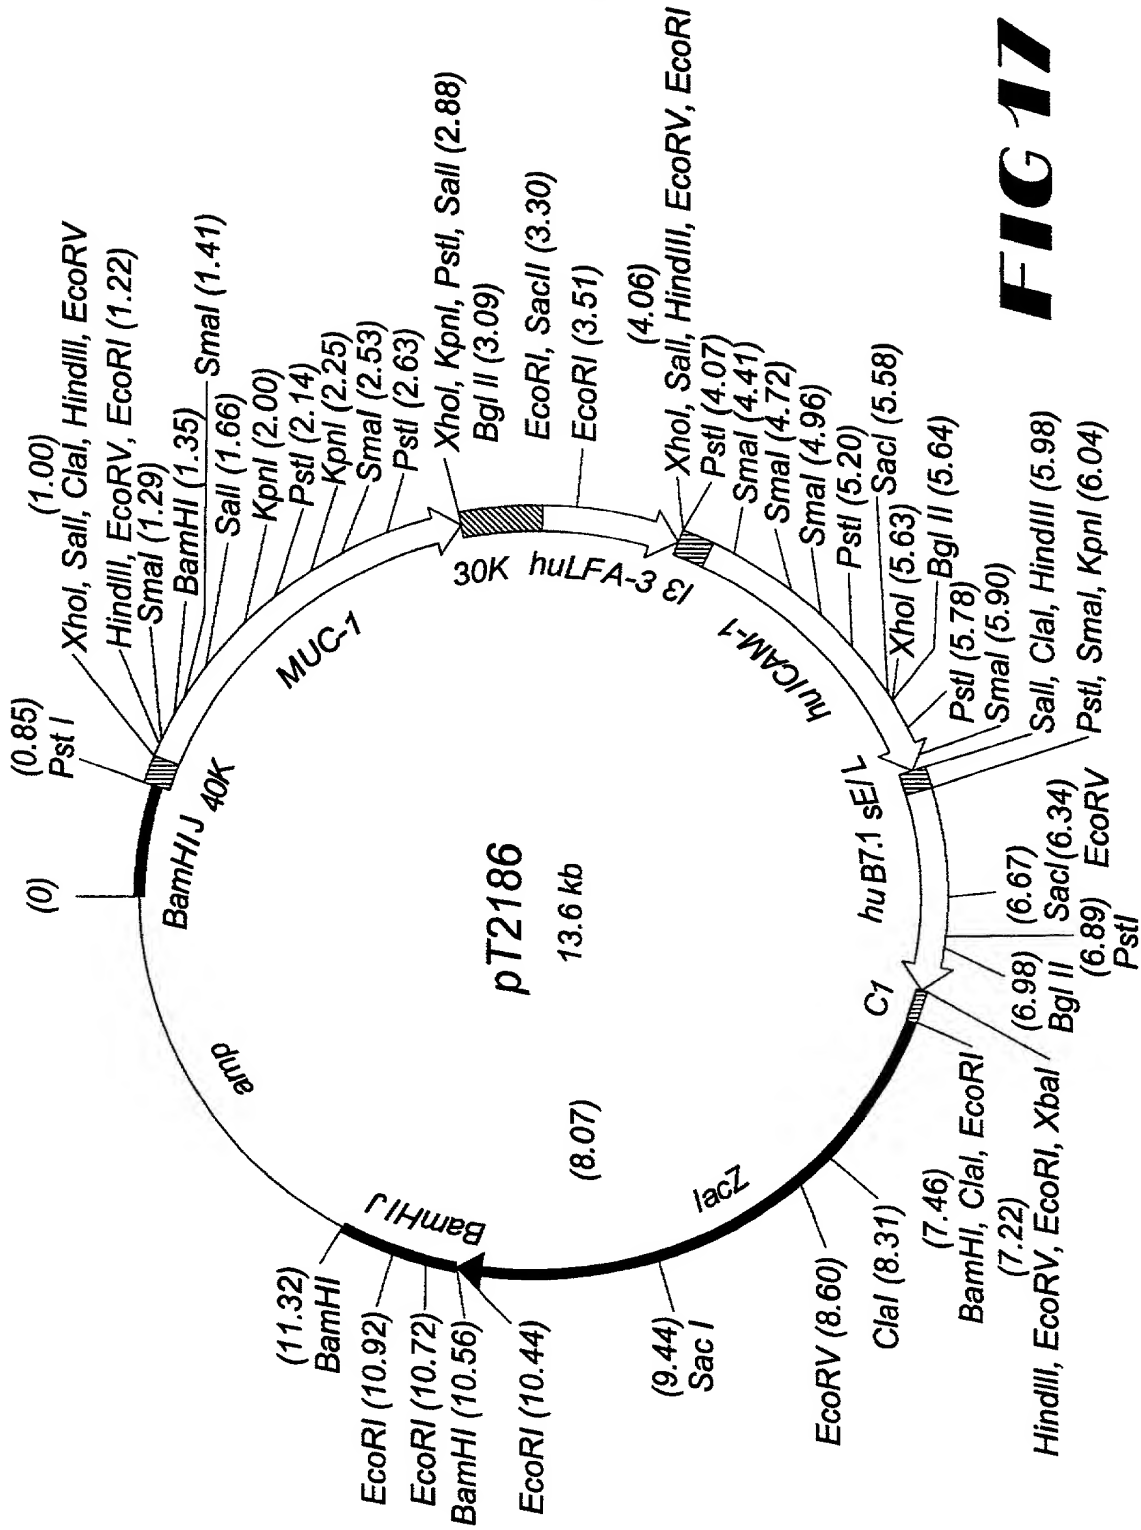 (0)
(0.85)
Pst I
(1.00)
XhoI, SalI, ClaI, HindIII, EcoRV
HindIII, EcoRV, EcoRI (1.22)
SmaI (1.29)
BamHI (1.35)
SmaI (1.41)
SalI (1.66)
KpnI (2.00)
PstI (2.14)
KpnI (2.25)
SmaI (2.53)
PstI (2.63)
XhoI, KpnI, PstI, SalI (2.88)
Bgl II (3.09)
EcoRI, SacII (3.30)
EcoRI (3.51)
(4.06)
XhoI, SalI, HindIII, EcoRV, EcoRI
PstI (4.07)
SmaI (4.41)
SmaI (4.72)
SmaI (4.96)
PstI (5.20)
SacI (5.58)
XhoI (5.63)
Bgl II (5.64)
PstI (5.78)
SmaI (5.90)
SalI, ClaI, HindIII (5.98)
PstI, SmaI, KpnI (6.04)
(6.34)
EcoRV
(6.67)
SacI
(6.89)
PstI
(6.98)
Bgl II
(7.22)
HindIII, EcoRV, EcoRI, XbaI
(7.46)
BamHI, ClaI, EcoRI
ClaI (8.31)
EcoRV (8.60)
(9.44)
Sac I
EcoRI (10.44)
BamHI (10.56)
EcoRI (10.72)
EcoRI (10.92)
(11.32)
BamHI
BamHI J
40K
MUC-1
30K
huLFA-3
I3
huICAM-1
sE/L
huB7.1
C1
lacZ
BamHI J
amp
pT2186
13.6 kb
(8.07)
FIG 17